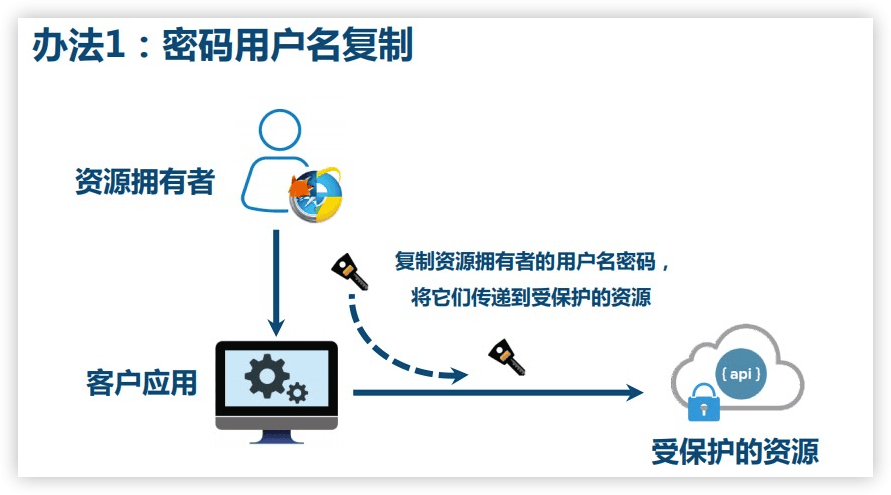 办法1：密码用户名复制
资源拥有者
复制资源拥有者的用户名密码，
将它们传递到受保护的资源
客户应用
{ api }
受保护的资源